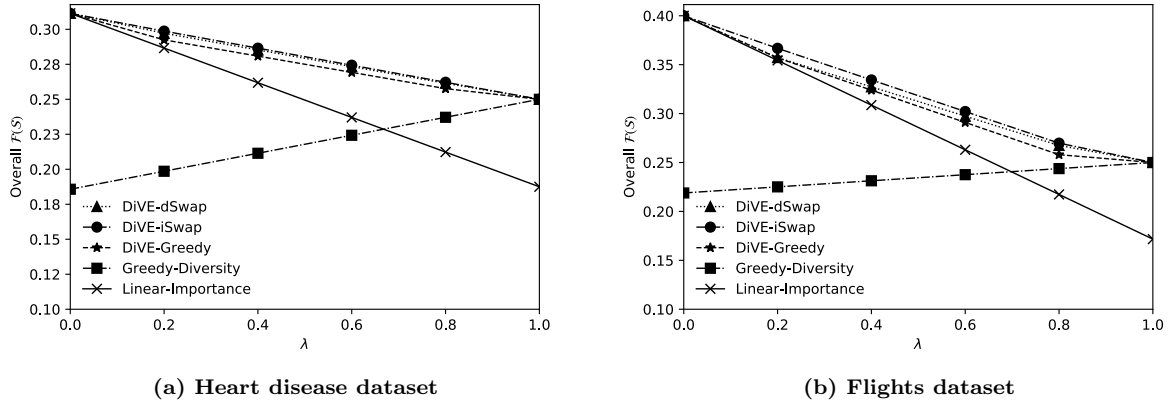 0.30
0.28
0.25
0.23
0.20
0.18
0.15
0.12
0.10
Overall F(S)
DiVE-dSwap
DiVE-iSwap
DiVE-Greedy
Greedy-Diversity
Linear-Importance
0.0 0.2 0.4 0.6 0.8 1.0
λ
(a) Heart disease dataset
0.40
0.35
0.30
0.25
0.20
0.15
0.10
Overall F(S)
DiVE-dSwap
DiVE-iSwap
DiVE-Greedy
Greedy-Diversity
Linear-Importance
0.0 0.2 0.4 0.6 0.8 1.0
λ
(b) Flights dataset